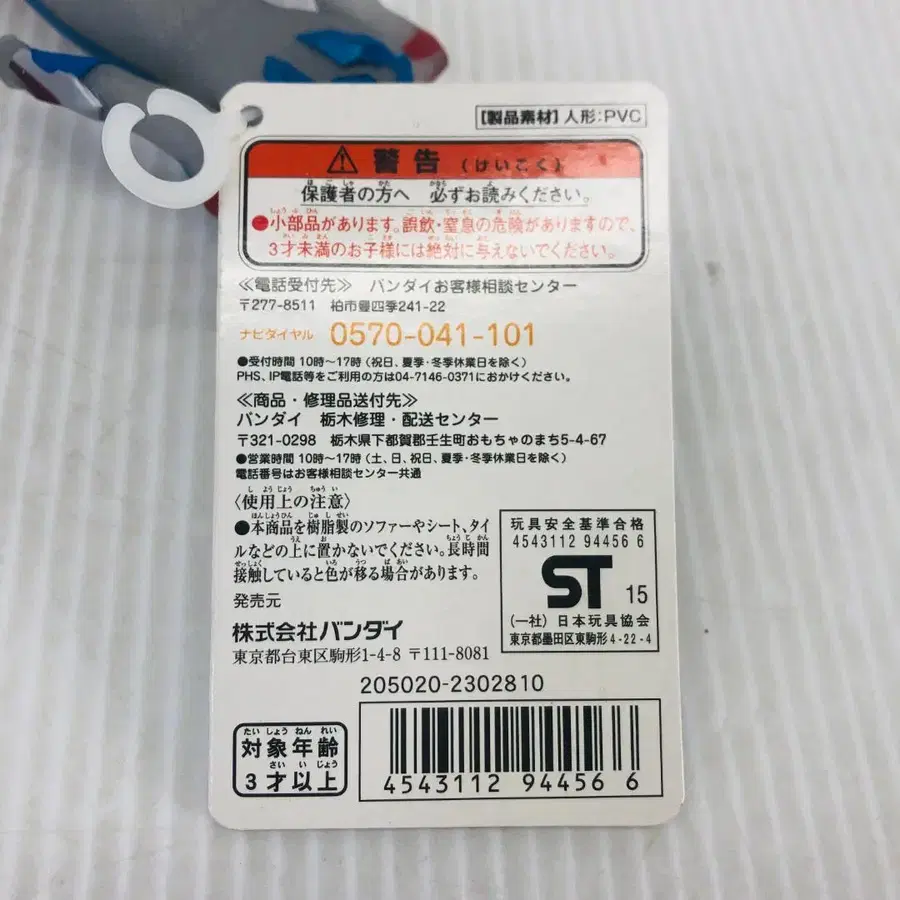 【製品素材】人形:PVC
⚠警告(けいこく)
保護者の方へ 必ずお読みください。
●小部品があります。誤飲・窒息の危険がありますので、
3才未満のお子様には絶対に与えないでください。
≪電話受付先≫ バンダイお客様相談センター
〒277-8511 柏市豊四季241-22
ナビダイヤル 0570-041-101
●受付時間 10時〜17時(祝日、夏季・冬季休業日を除く)
PHS、IP電話等をご利用の方は04-7146-0371におかけください。
≪商品・修理品送付先≫
バンダイ 栃木修理・配送センター
〒321-0298 栃木県下都賀郡壬生町おもちゃのまち5-4-67
●営業時間 10時〜17時(土、日、祝日、夏季・冬季休業日を除く)
電話番号はお客様相談センター共通
〈使用上の注意〉
●本商品を樹脂製のソファーやシート、タイ
ルなどの上に置かないでください。長時間
接触していると色が移る場合があります。
発売元
株式会社バンダイ
東京都台東区駒形1-4-8 〒111-8081
玩具安全基準合格
4543112 94456 6
ST 15
(一社)日本玩具協会
東京都墨田区東駒形4-22-4
205020-2302810
対象年齢
3才以上
4543112 94456 6